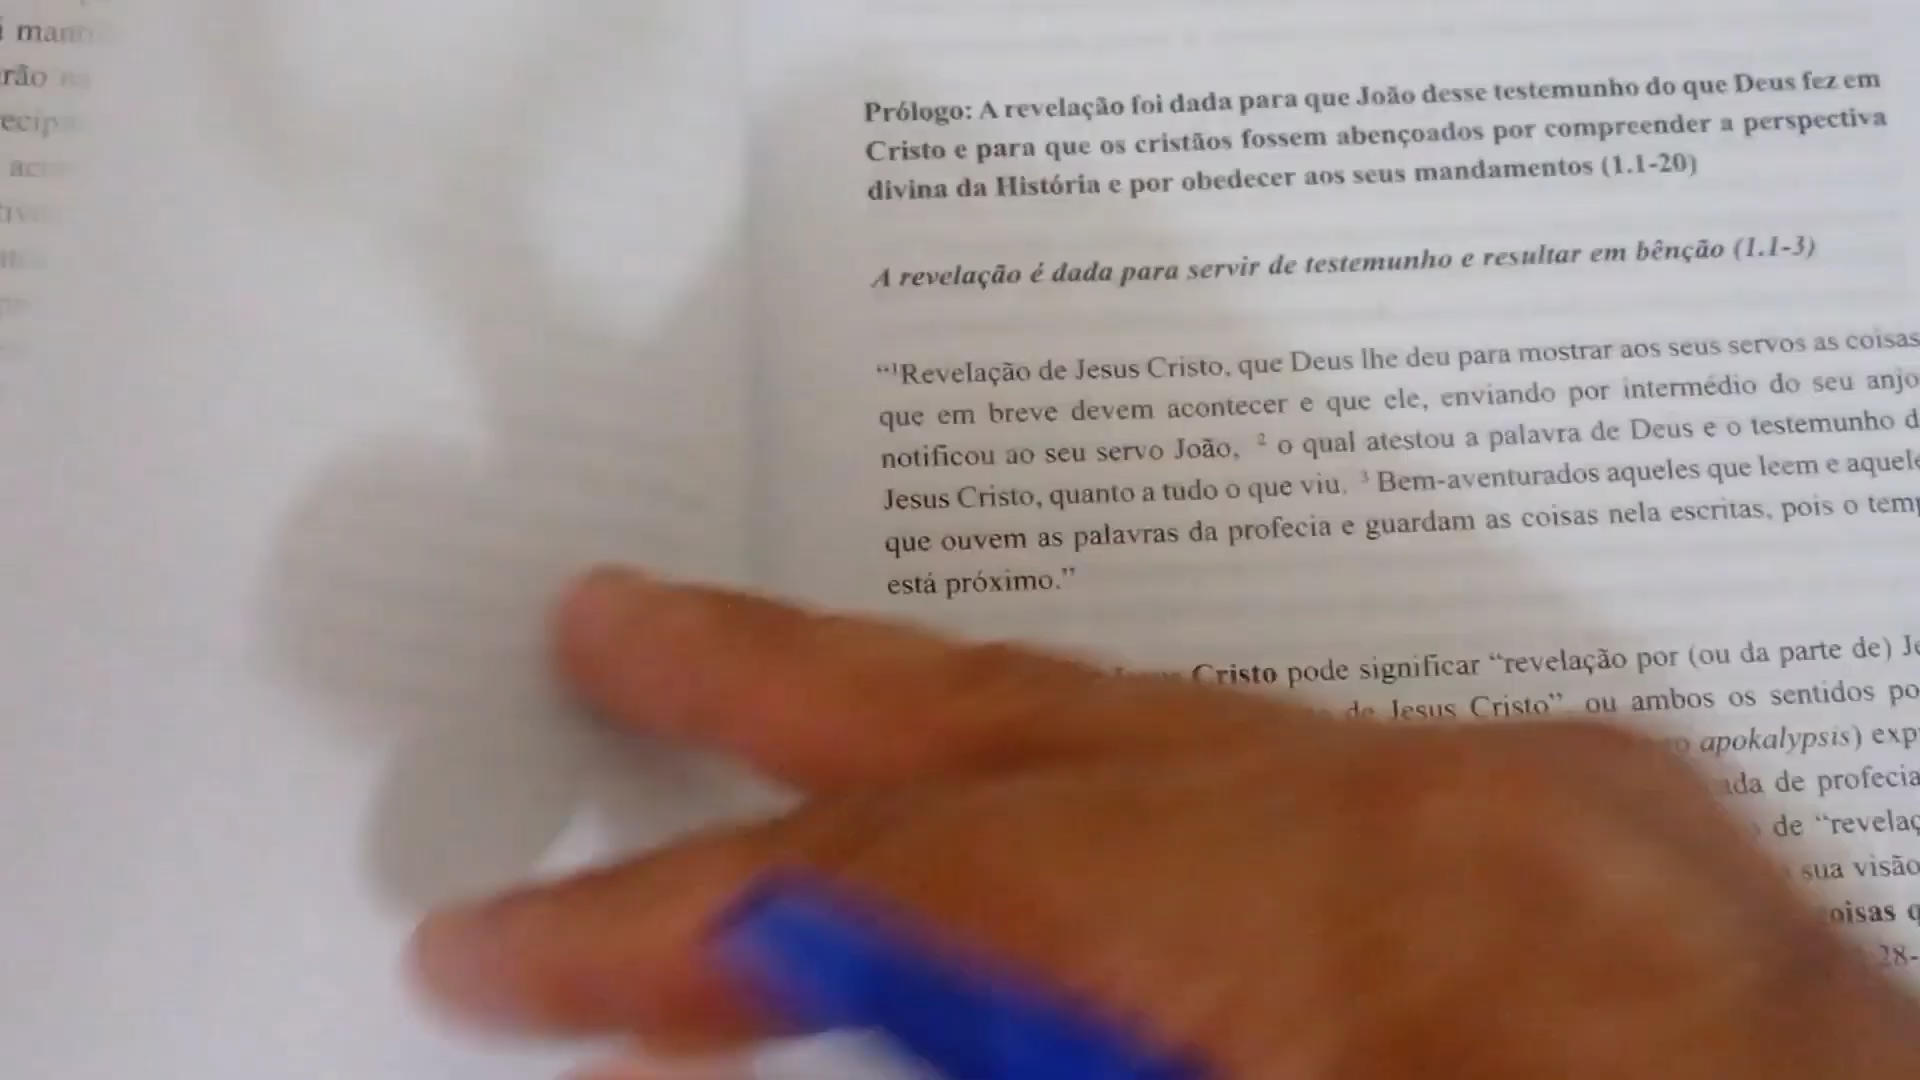 Prólogo: A revelação foi dada para que João desse testemunho do que Deus fez em
Cristo e para que os cristãos fossem abençoados por compreender a perspectiva
divina da História e por obedecer aos seus mandamentos (1.1-20)
A revelação é dada para servir de testemunho e resultar em bênção (1.1-3)
“¹Revelação de Jesus Cristo, que Deus lhe deu para mostrar aos seus servos as coisas
que em breve devem acontecer e que ele, enviando por intermédio do seu anjo
notificou ao seu servo João, ² o qual atestou a palavra de Deus e o testemunho d
Jesus Cristo, quanto a tudo o que viu. ³ Bem-aventurados aqueles que leem e aquele
que ouvem as palavras da profecia e guardam as coisas nela escritas, pois o temp
está próximo.”
Cristo pode significar “revelação por (ou da parte de) Je
de Jesus Cristo” ou ambos os sentidos po
apokalypsis) exp
de profecia
de “revelaç
sua visão
28-